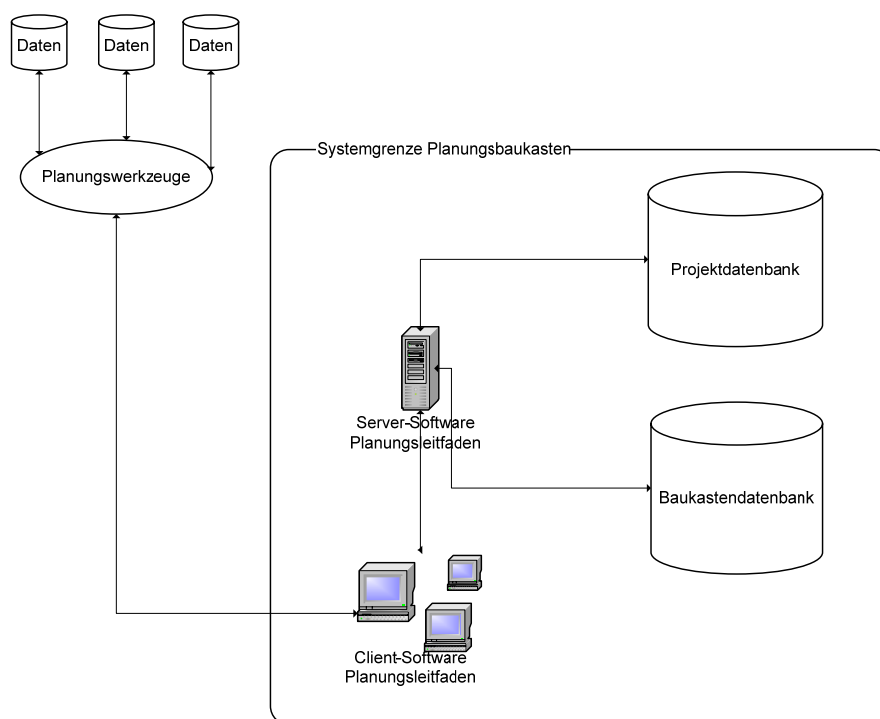 Daten
Daten
Daten
Planungswerkzeuge
Systemgrenze Planungsbaukasten
Projektdatenbank
Server-Software
Planungsleitfaden
Baukastendatenbank
Client-Software
Planungsleitfaden